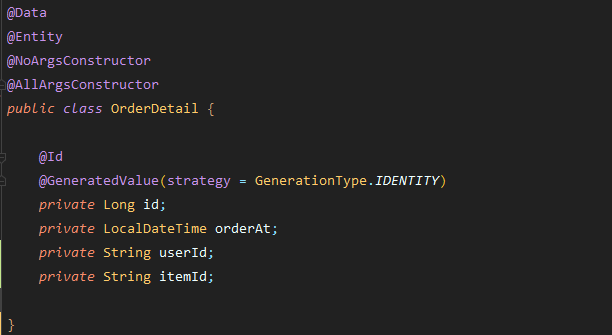 @Data
@Entity
@NoArgsConstructor
@AllArgsConstructor
public class OrderDetail {
@Id
@GeneratedValue(strategy = GenerationType.IDENTITY)
private Long id;
private LocalDateTime orderAt;
private String userId;
private String itemId;
}